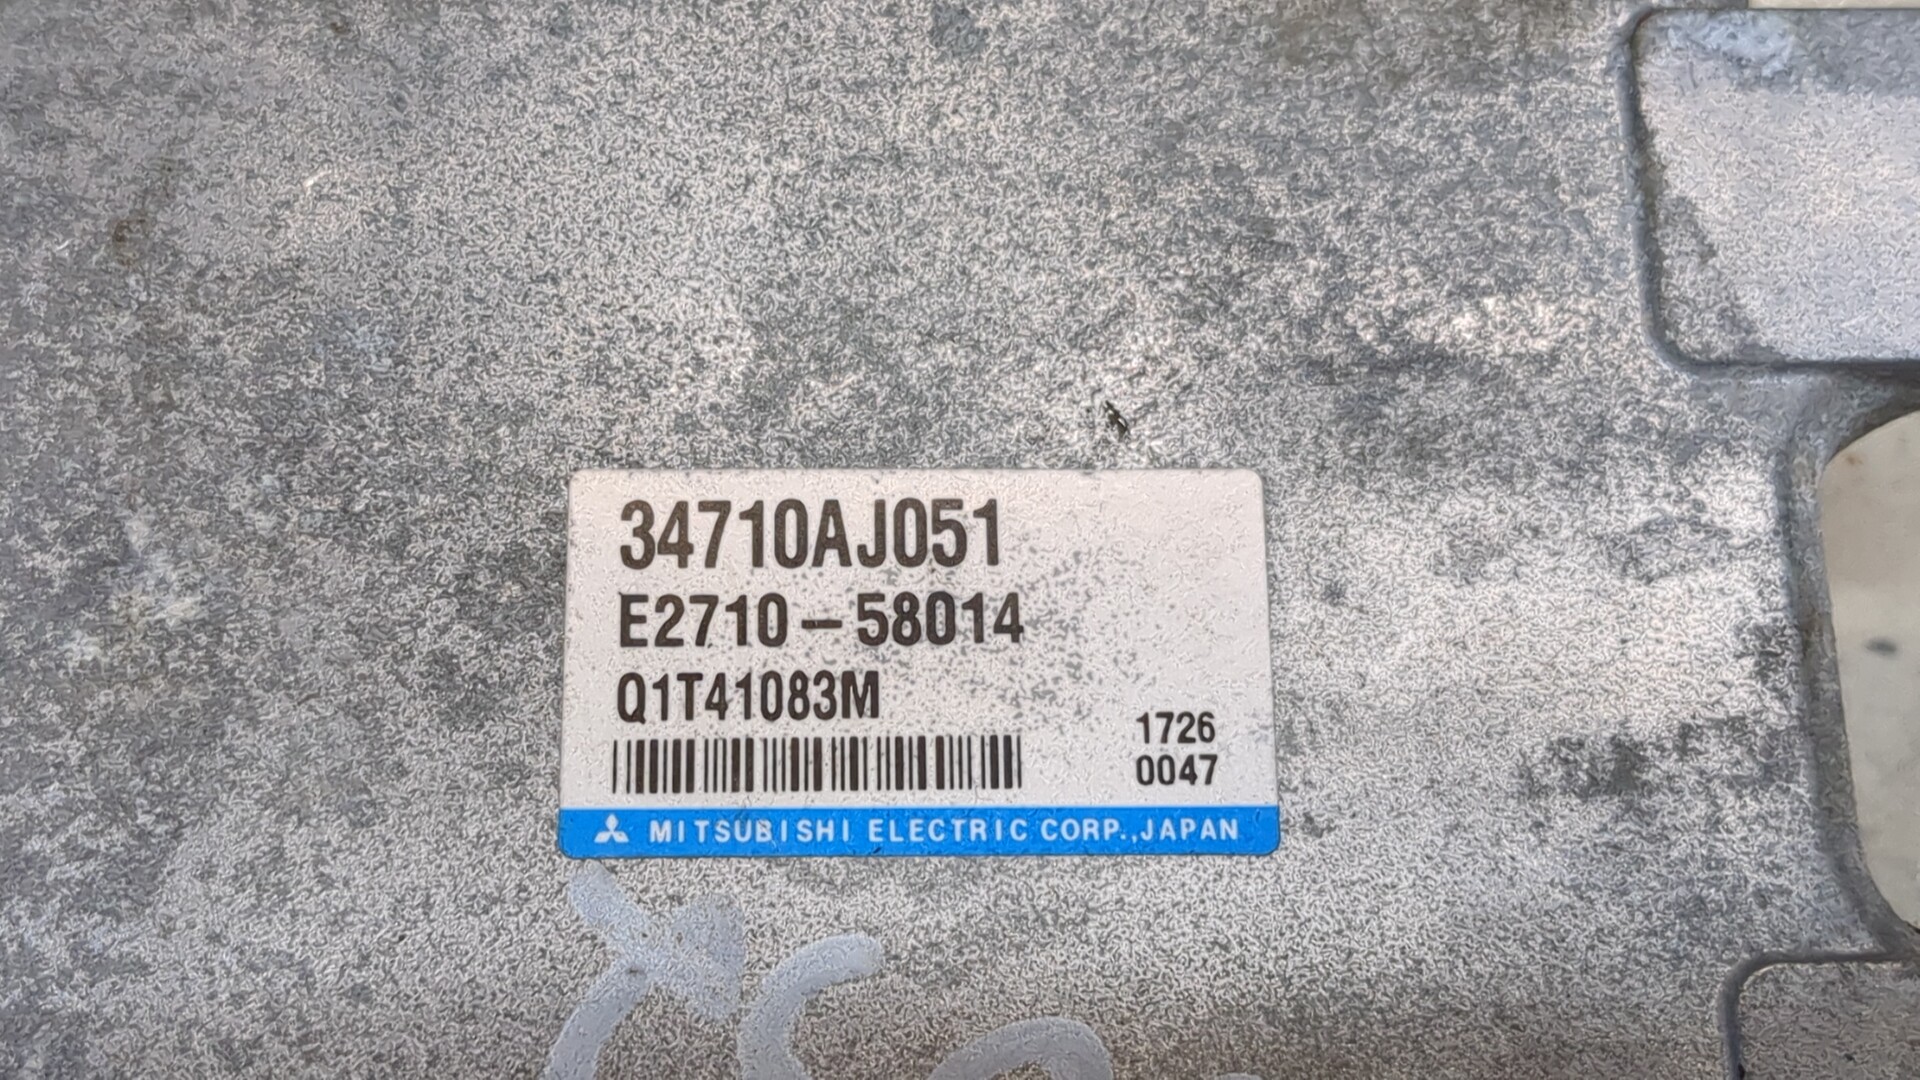 34710AJ051
E2710-58014
Q1T41083M
1726
0047
MITSUBISHI ELECTRIC CORP.,JAPAN